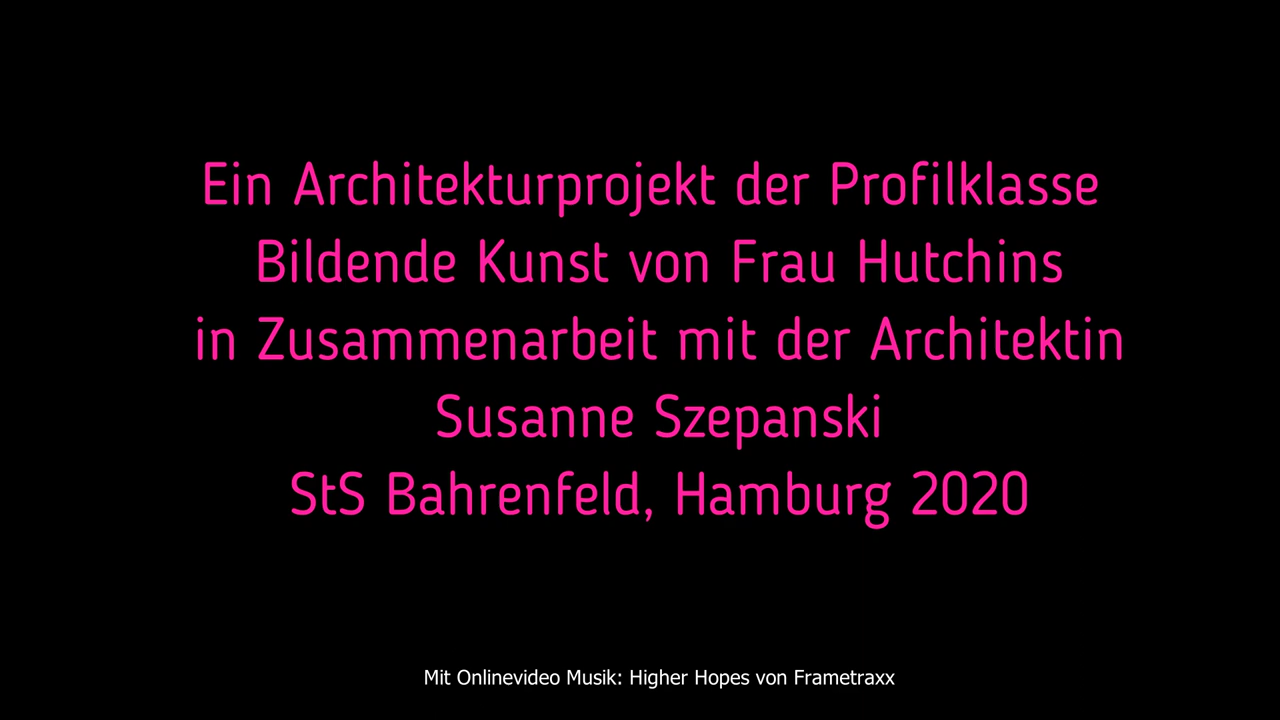 Ein Architekturprojekt der Profilklasse
Bildende Kunst von Frau Hutchins
in Zusammenarbeit mit der Architektin
Susanne Szepanski
StS Bahrenfeld, Hamburg 2020
Mit Onlinevideo Musik: Higher Hopes von Frametraxx